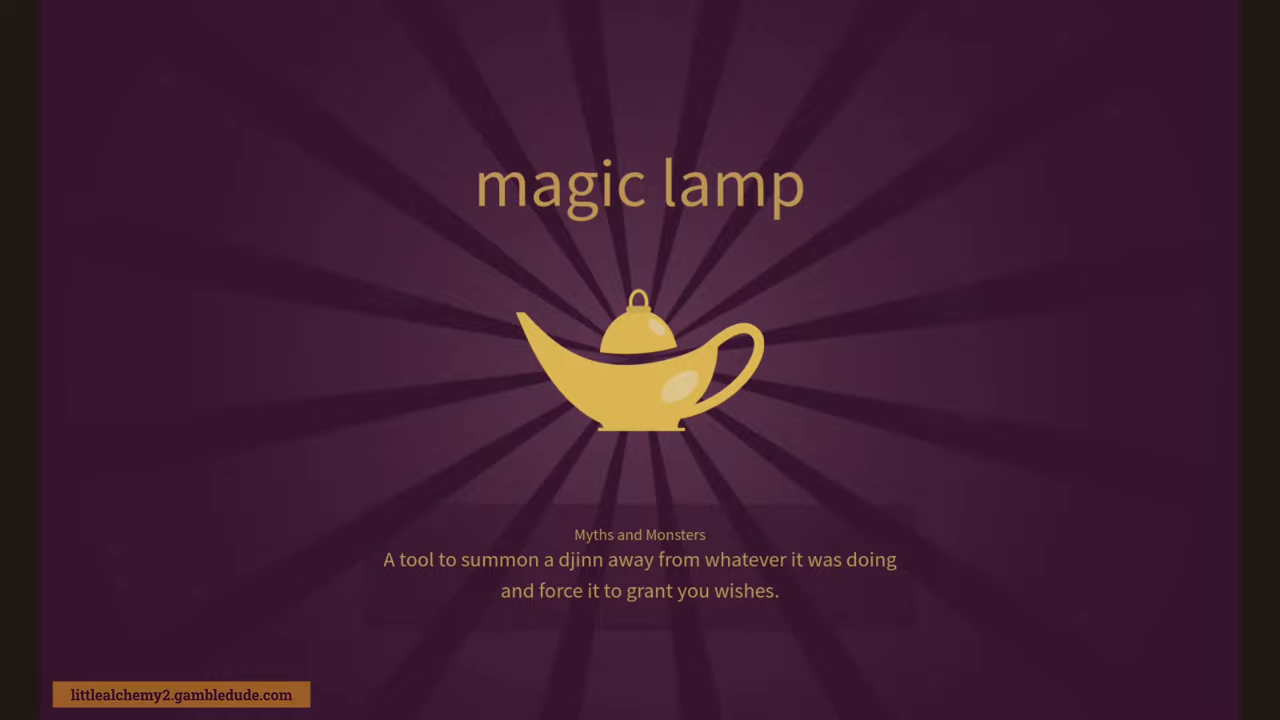 magic lamp
Myths and Monsters
A tool to summon a djinn away from whatever it was doing
and force it to grant you wishes.
littlealchemy2.gambledude.com